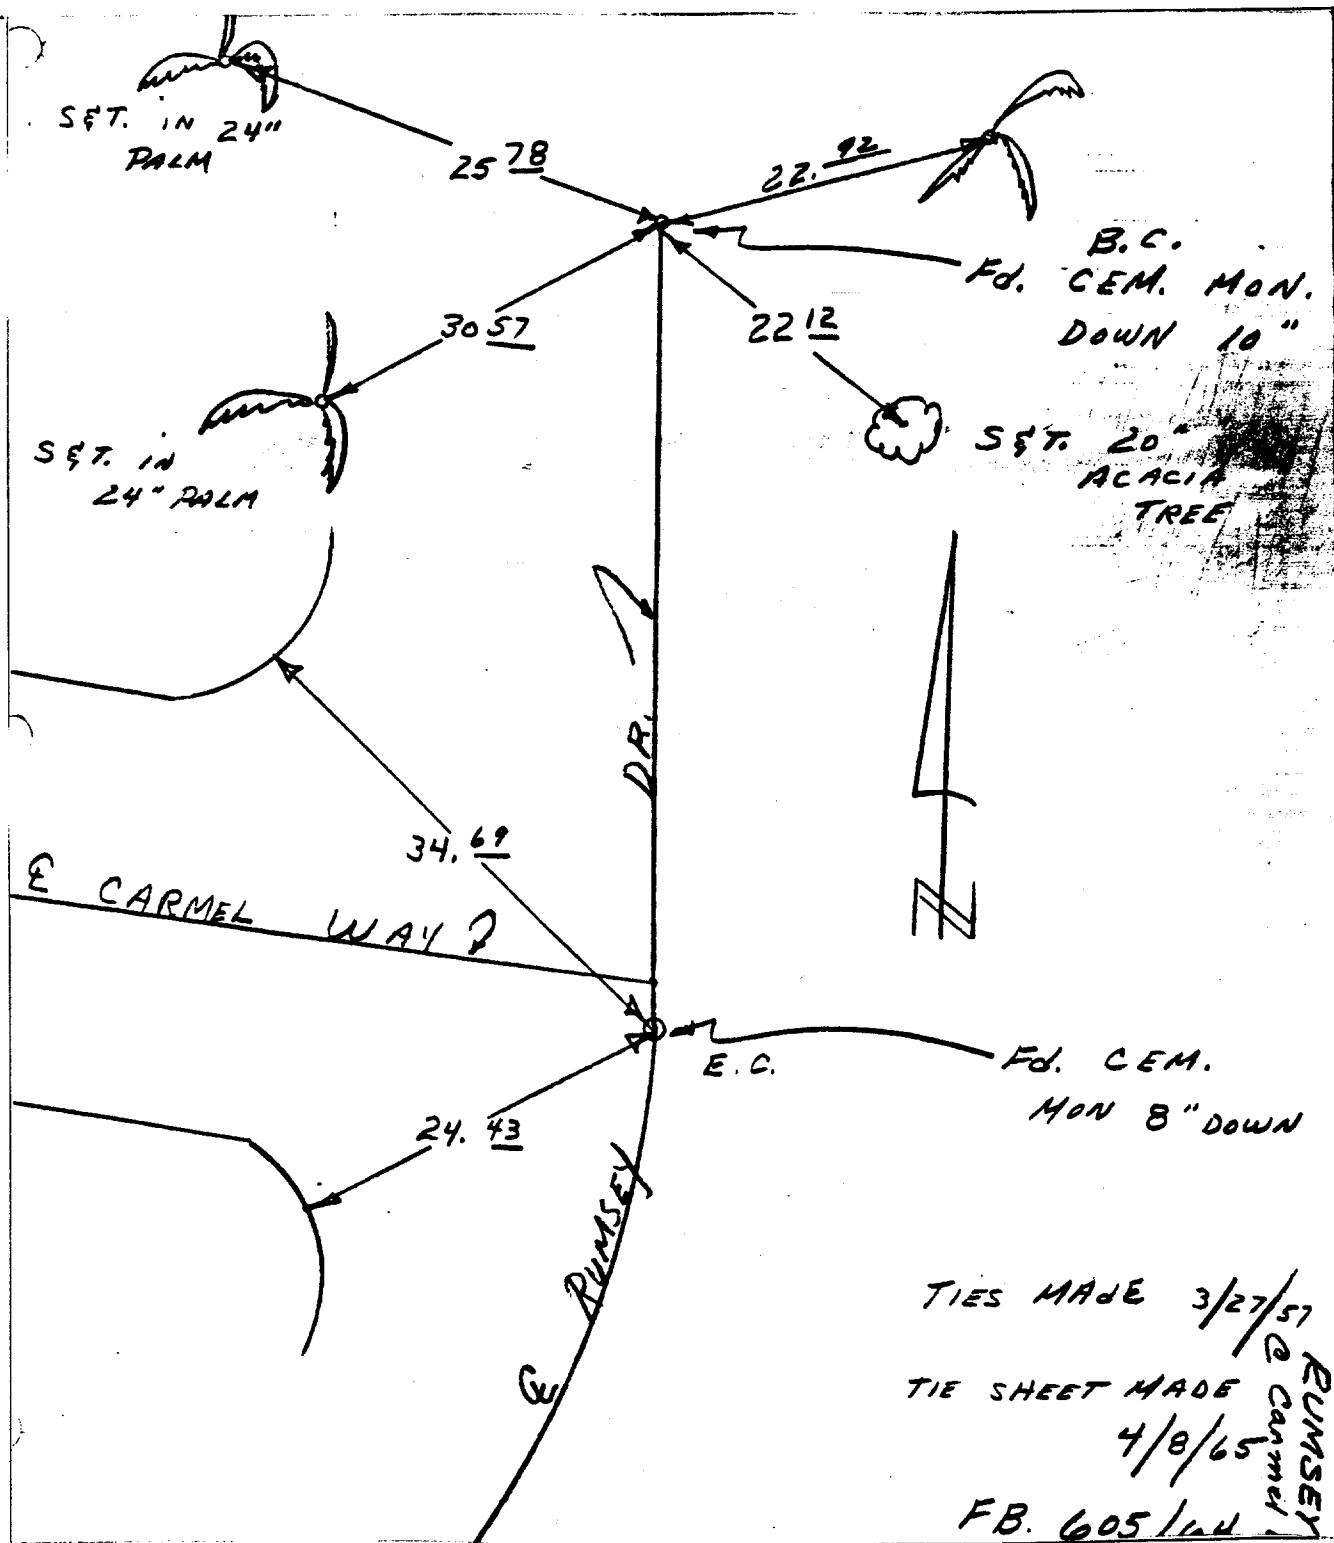 S&T. IN 24"
PALM
25 78
22. 92
B.C.
Fd. CEM. MON.
DOWN 10"
30 57
22 12
S&T. 20"
ACACIA
TREE
S&T. in
24" PALM
DR.
34. 69
℄ CARMEL WAY
E.C.
Fd. CEM.
MON 8" DOWN
24. 43
℄ RUMSEY
TIES MAdE 3/27/57
TIE SHEET MADE
4/8/65
RUMSEY
@ Carmel.
FB. 605/
N